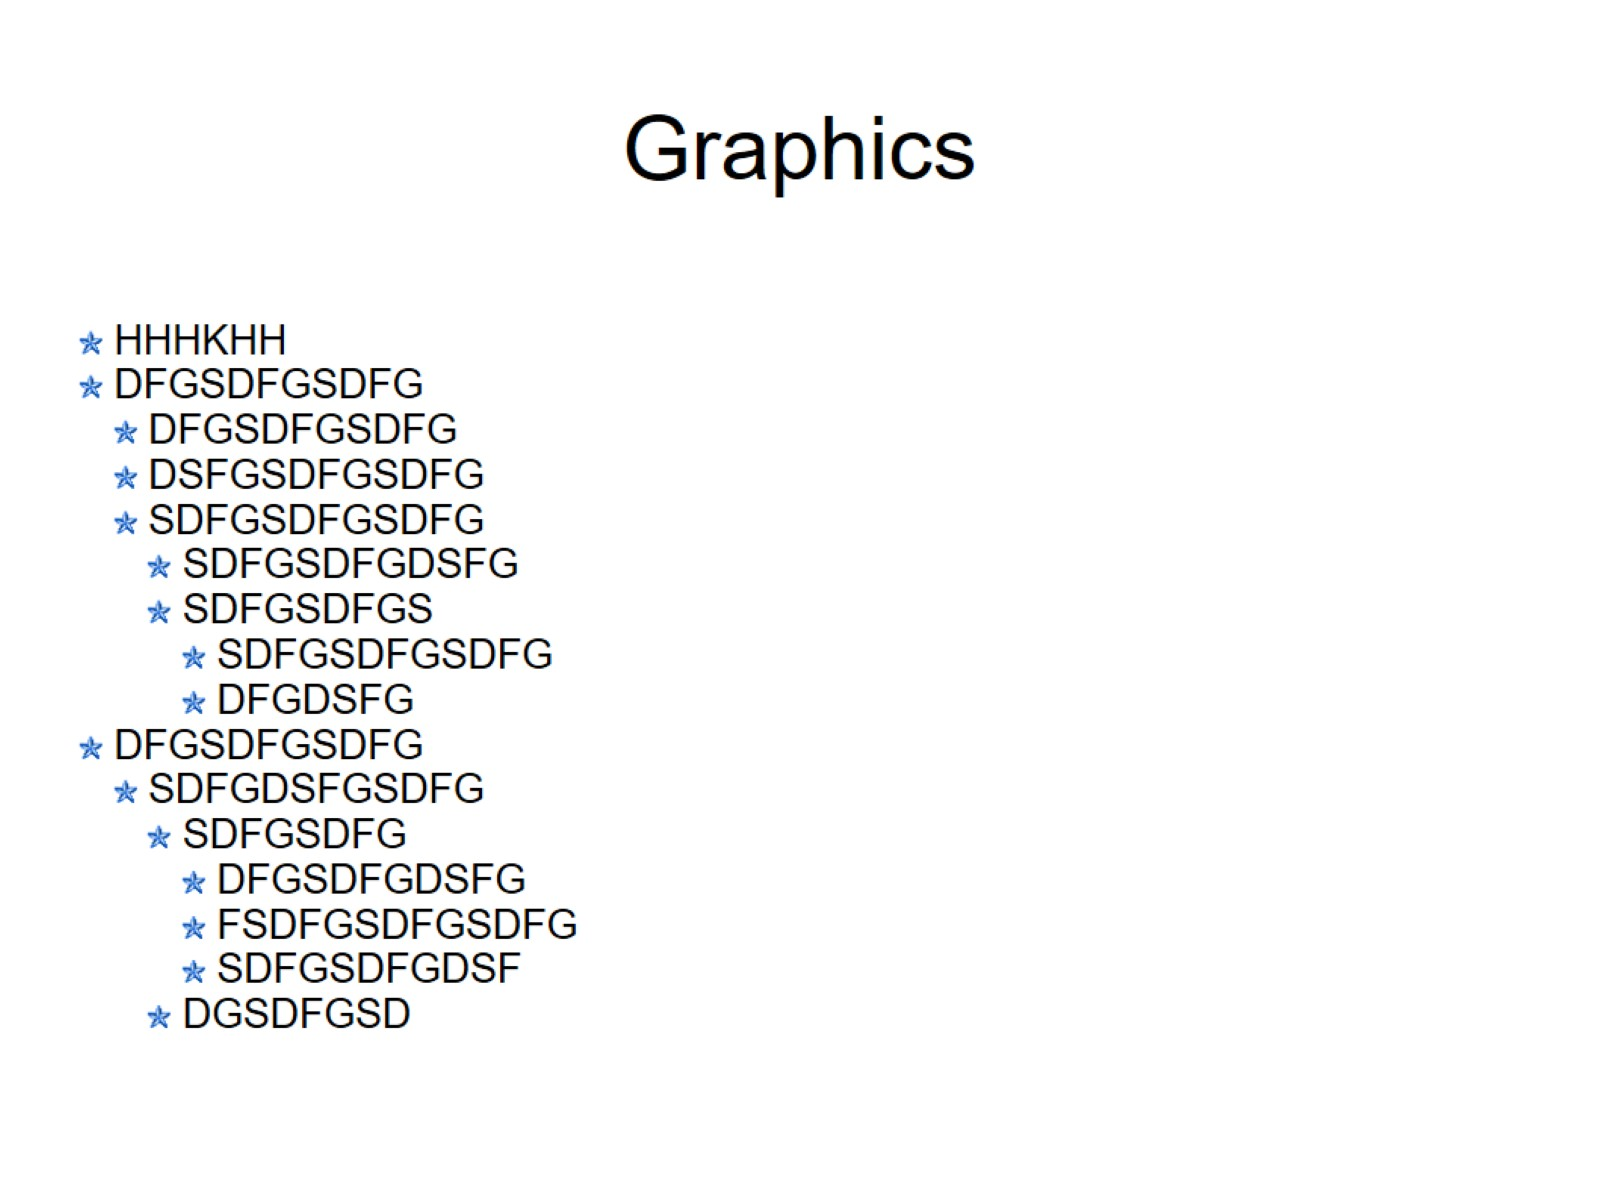 Graphics
HHHKHH
DFGSDFGSDFG
DFGSDFGSDFG
DSFGSDFGSDFG
SDFGSDFGSDFG
SDFGSDFGDSFG
SDFGSDFGS
SDFGSDFGSDFG
DFGDSFG
DFGSDFGSDFG
SDFGDSFGSDFG
SDFGSDFG
DFGSDFGDSFG
FSDFGSDFGSDFG
SDFGSDFGDSF
DGSDFGSD